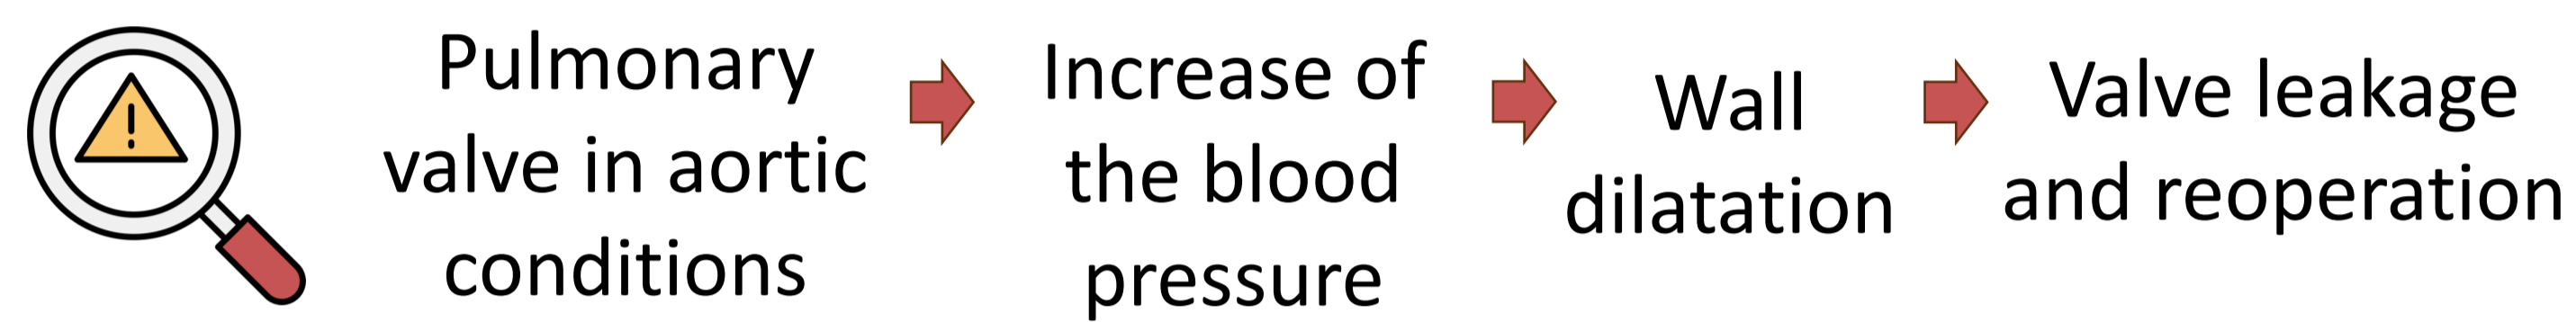 Pulmonary
valve in aortic
conditions
Increase of
the blood
pressure
Wall
dilatation
Valve leakage
and reoperation